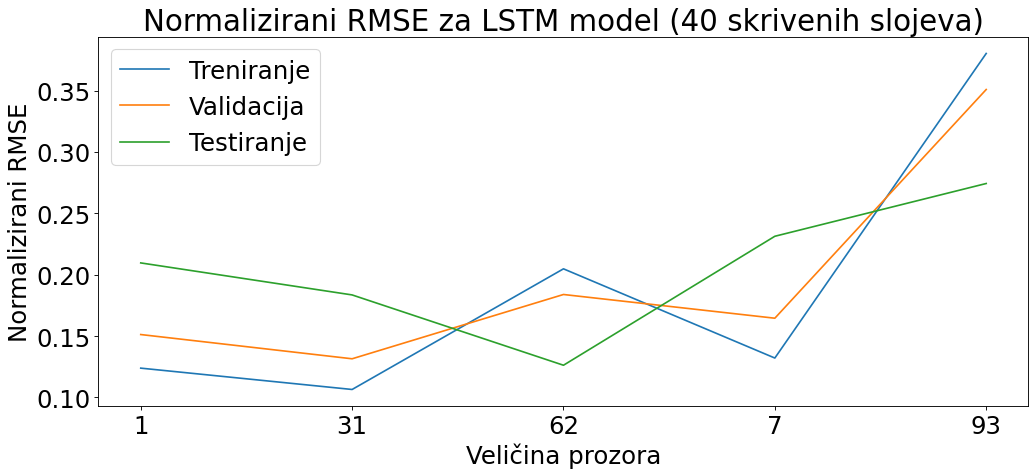 Normalizirani RMSE za LSTM model (40 skrivenih slojeva)
Treniranje
Validacija
Testiranje
Normalizirani RMSE
0.35
0.30
0.25
0.20
0.15
0.10
1 31 62 7 93
Veličina prozora